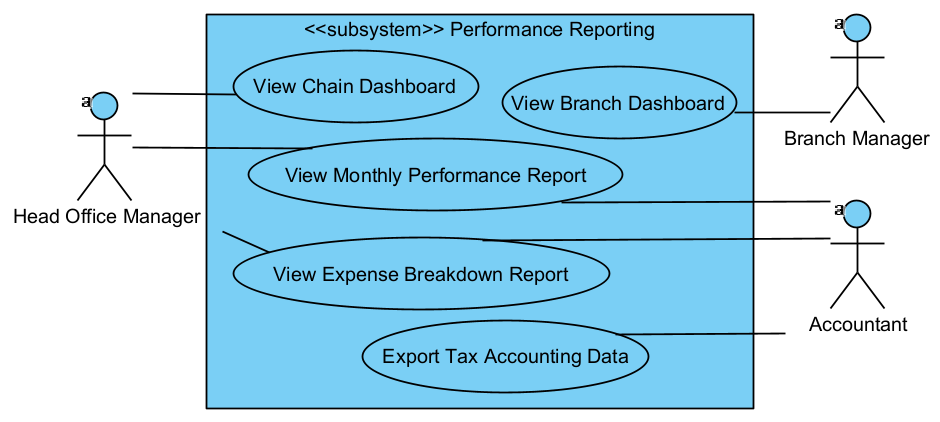 <<subsystem>> Performance Reporting
a
View Chain Dashboard
a
View Branch Dashboard
Branch Manager
View Monthly Performance Report
Head Office Manager
a
View Expense Breakdown Report
Accountant
Export Tax Accounting Data